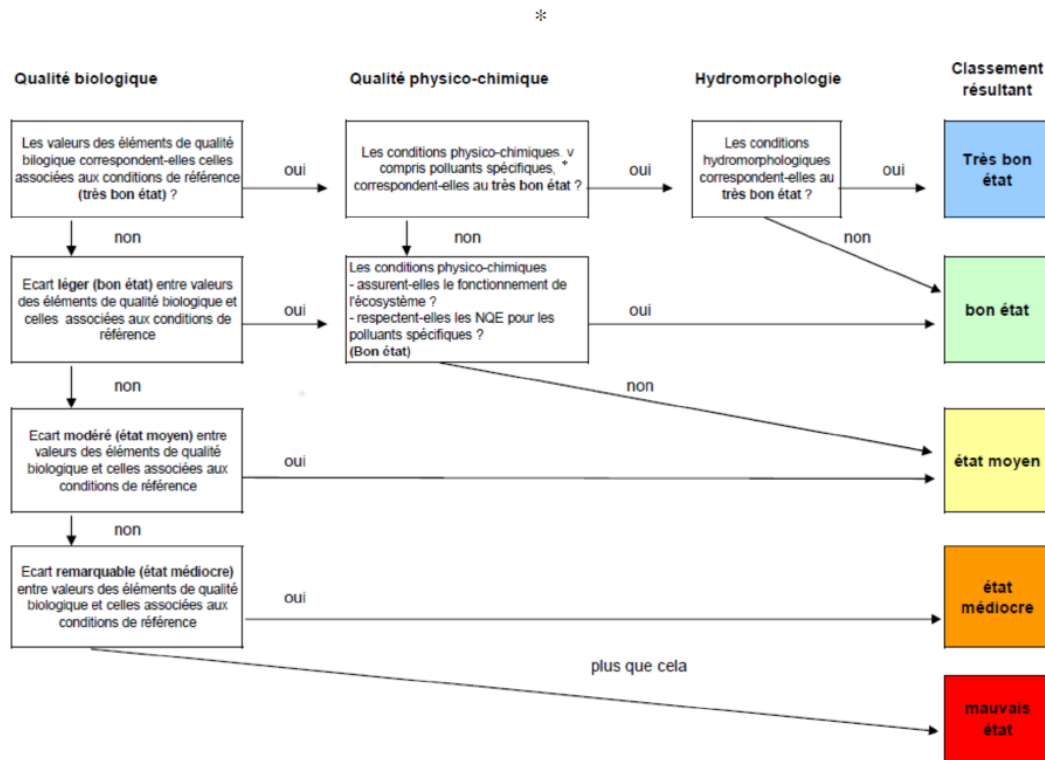 *
Qualité biologique
Qualité physico-chimique
Hydromorphologie
Classement
résultant
Les valeurs des éléments de qualité
bilogique correspondent-elles celles
associées aux conditions de référence
(très bon état) ?
oui
Les conditions physico-chimiques, y
compris polluants spécifiques,*
correspondent-elles au très bon état ?
oui
Les conditions
hydromorphologiques
correspondent-elles au
très bon état ?
oui
Très bon
état
non
non
non
Ecart léger (bon état) entre valeurs
des éléments de qualité biologique et
celles associées aux conditions de
référence
oui
Les conditions physico-chimiques
- assurent-elles le fonctionnement de
l'écosystème ?
- respectent-elles les NQE pour les
polluants spécifiques ?
(Bon état)
oui
bon état
non
non
Ecart modéré (état moyen) entre
valeurs des éléments de qualité
biologique et celles associées aux
conditions de référence
oui
état moyen
non
Ecart remarquable (état médiocre)
entre valeurs des éléments de qualité
biologique et celles associées aux
conditions de référence
oui
état
médiocre
plus que cela
mauvais
état